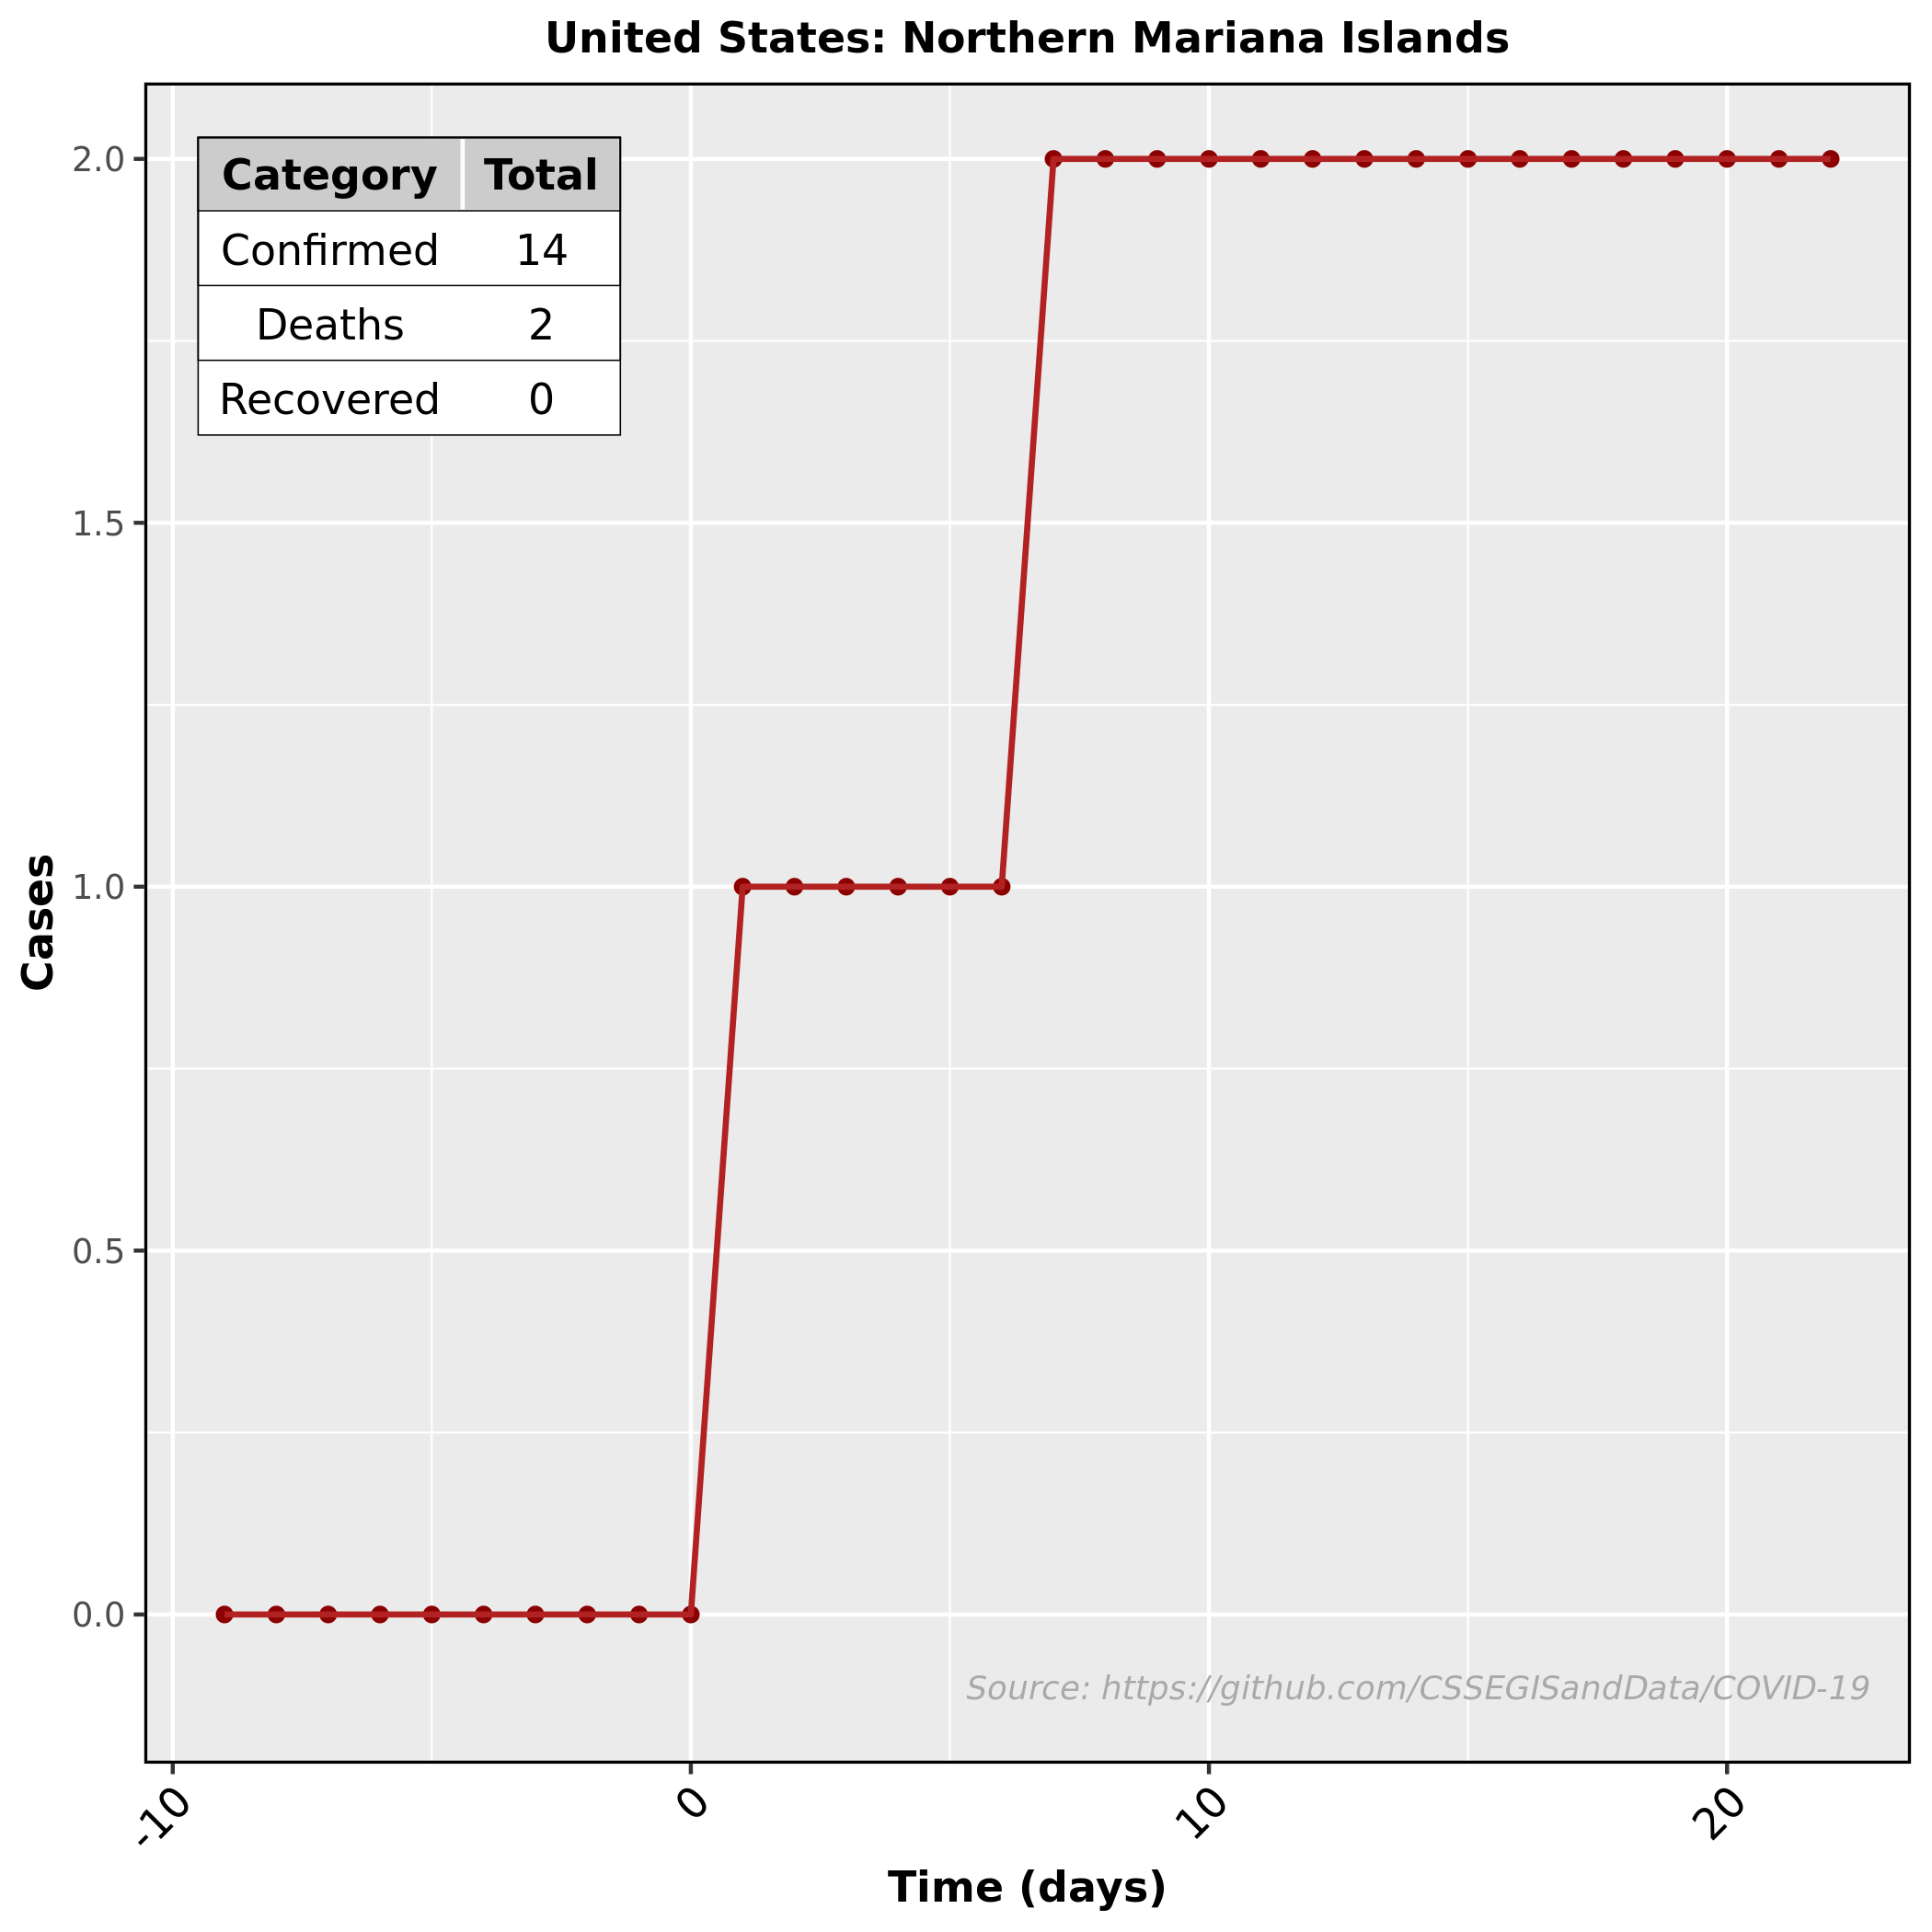 United States: Northern Mariana Islands
Category Total
Confirmed 14
Deaths 2
Recovered 0
2.0
1.5
1.0
0.5
0.0
Cases
Source: https://github.com/CSSEGISandData/COVID-19
-10 0 10 20
Time (days)